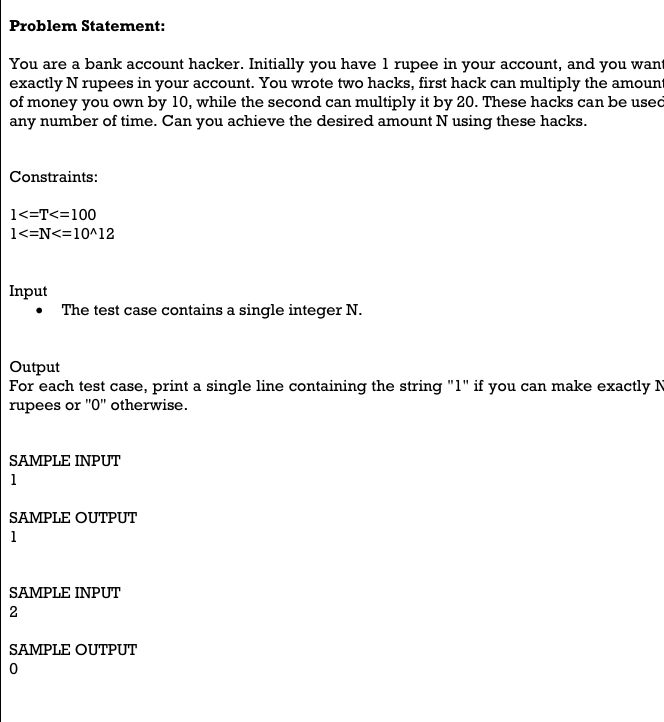 Problem Statement:
You are a bank account hacker. Initially you have 1 rupee in your account, and you want
exactly N rupees in your account. You wrote two hacks, first hack can multiply the amount
of money you own by 10, while the second can multiply it by 20. These hacks can be used
any number of time. Can you achieve the desired amount N using these hacks.
Constraints:
1<=T<=100
1<=N<=10^12
Input
• The test case contains a single integer N.
Output
For each test case, print a single line containing the string "1" if you can make exactly N
rupees or "0" otherwise.
SAMPLE INPUT
1
SAMPLE OUTPUT
1
SAMPLE INPUT
2
SAMPLE OUTPUT
0